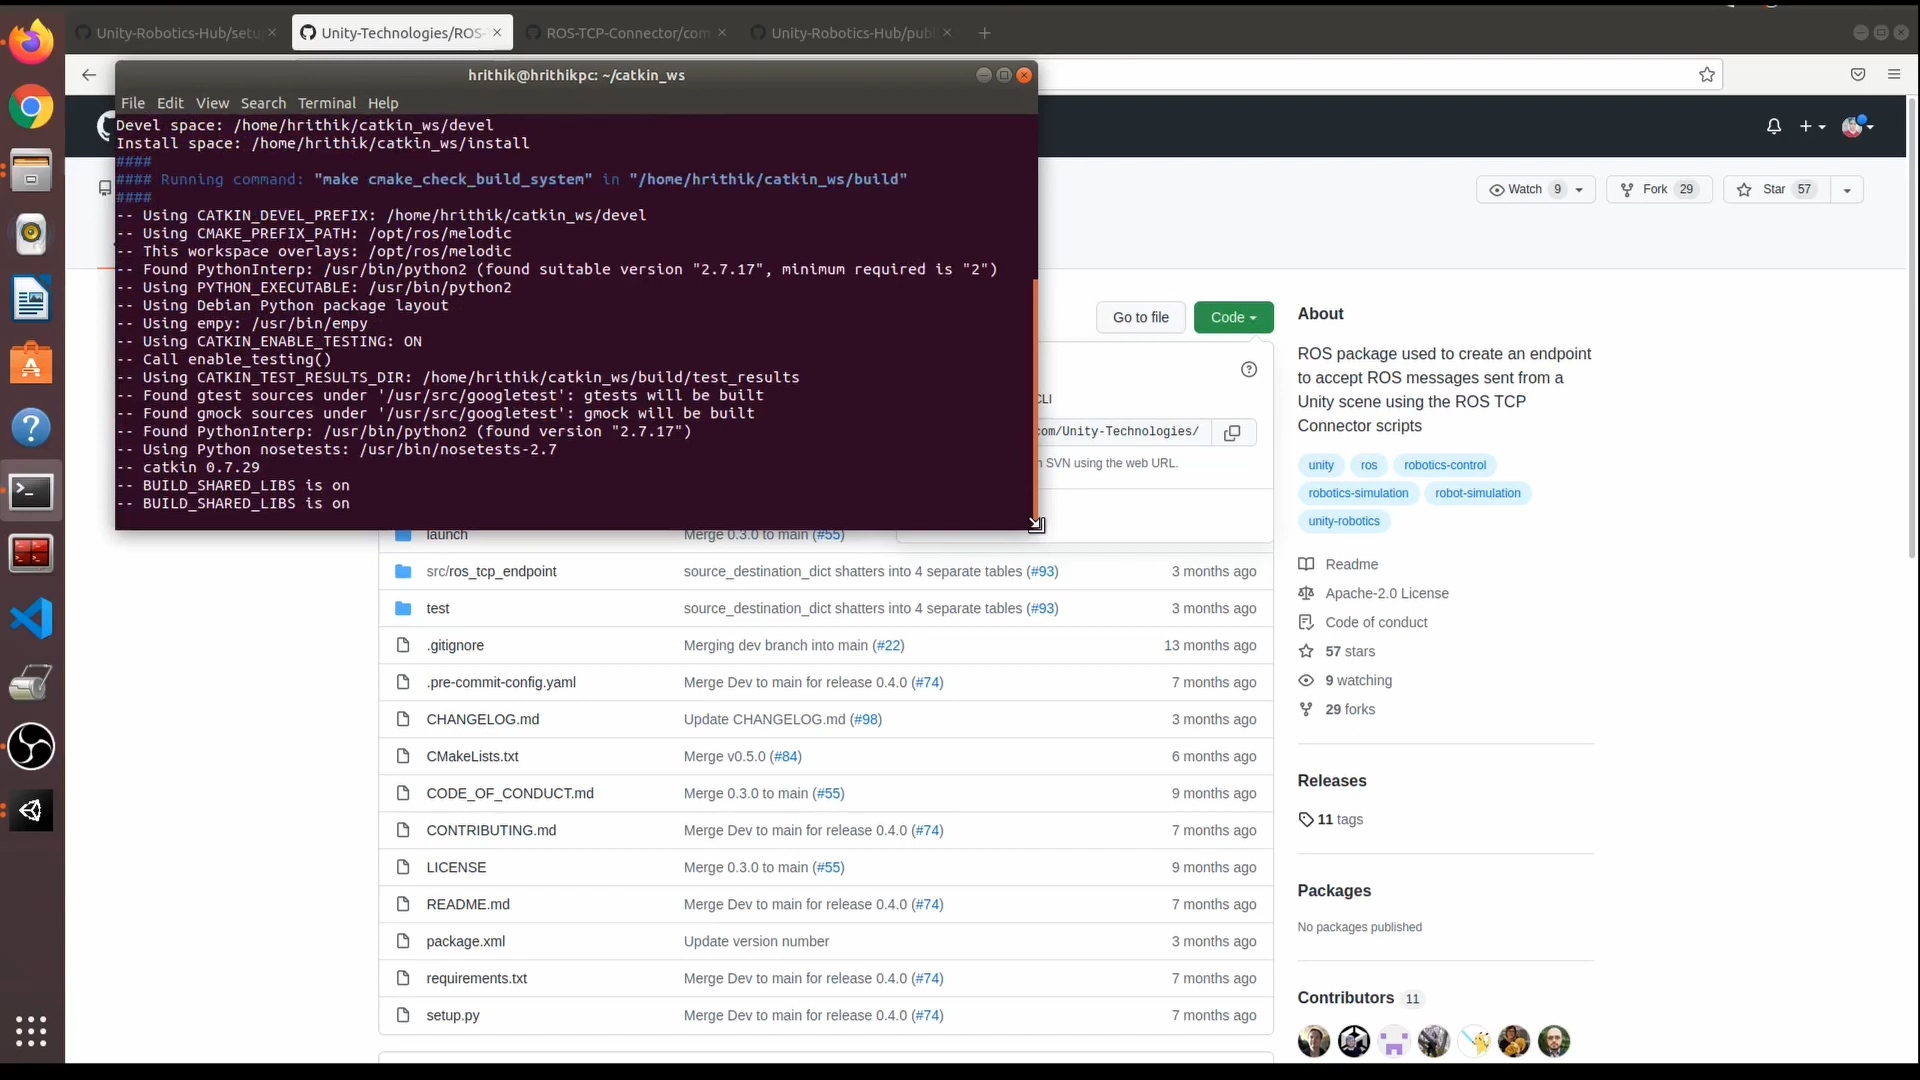 Unity-Robotics-Hub/setu
Unity-Technologies/ROS-
ROS-TCP-Connector/com
Unity-Robotics-Hub/publ
hrithik@hrithikpc: ~/catkin_ws
File Edit View Search Terminal Help
Devel space: /home/hrithik/catkin_ws/devel
Install space: /home/hrithik/catkin_ws/install
####
#### Running command: "make cmake_check_build_system" in "/home/hrithik/catkin_ws/build"
####
-- Using CATKIN_DEVEL_PREFIX: /home/hrithik/catkin_ws/devel
-- Using CMAKE_PREFIX_PATH: /opt/ros/melodic
-- This workspace overlays: /opt/ros/melodic
-- Found PythonInterp: /usr/bin/python2 (found suitable version "2.7.17", minimum required is "2")
-- Using PYTHON_EXECUTABLE: /usr/bin/python2
-- Using Debian Python package layout
-- Using empy: /usr/bin/empy
-- Using CATKIN_ENABLE_TESTING: ON
-- Call enable_testing()
-- Using CATKIN_TEST_RESULTS_DIR: /home/hrithik/catkin_ws/build/test_results
-- Found gtest sources under '/usr/src/googletest': gtests will be built
-- Found gmock sources under '/usr/src/googletest': gmock will be built
-- Found PythonInterp: /usr/bin/python2 (found version "2.7.17")
-- Using Python nosetests: /usr/bin/nosetests-2.7
-- catkin 0.7.29
-- BUILD_SHARED_LIBS is on
-- BUILD_SHARED_LIBS is on
Watch 9
Fork 29
Star 57
Go to file
Code
CLI
com/Unity-Technologies/
SVN using the web URL.
launch Merge 0.3.0 to main (#55)
src/ros_tcp_endpoint source_destination_dict shatters into 4 separate tables (#93) 3 months ago
test source_destination_dict shatters into 4 separate tables (#93) 3 months ago
.gitignore Merging dev branch into main (#22) 13 months ago
.pre-commit-config.yaml Merge Dev to main for release 0.4.0 (#74) 7 months ago
CHANGELOG.md Update CHANGELOG.md (#98) 3 months ago
CMakeLists.txt Merge v0.5.0 (#84) 6 months ago
CODE_OF_CONDUCT.md Merge 0.3.0 to main (#55) 9 months ago
CONTRIBUTING.md Merge Dev to main for release 0.4.0 (#74) 7 months ago
LICENSE Merge 0.3.0 to main (#55) 9 months ago
README.md Merge Dev to main for release 0.4.0 (#74) 7 months ago
package.xml Update version number 3 months ago
requirements.txt Merge Dev to main for release 0.4.0 (#74) 7 months ago
setup.py Merge Dev to main for release 0.4.0 (#74) 7 months ago
About
ROS package used to create an endpoint
to accept ROS messages sent from a
Unity scene using the ROS TCP
Connector scripts
unity ros robotics-control
robotics-simulation robot-simulation
unity-robotics
Readme
Apache-2.0 License
Code of conduct
57 stars
9 watching
29 forks
Releases
11 tags
Packages
No packages published
Contributors 11